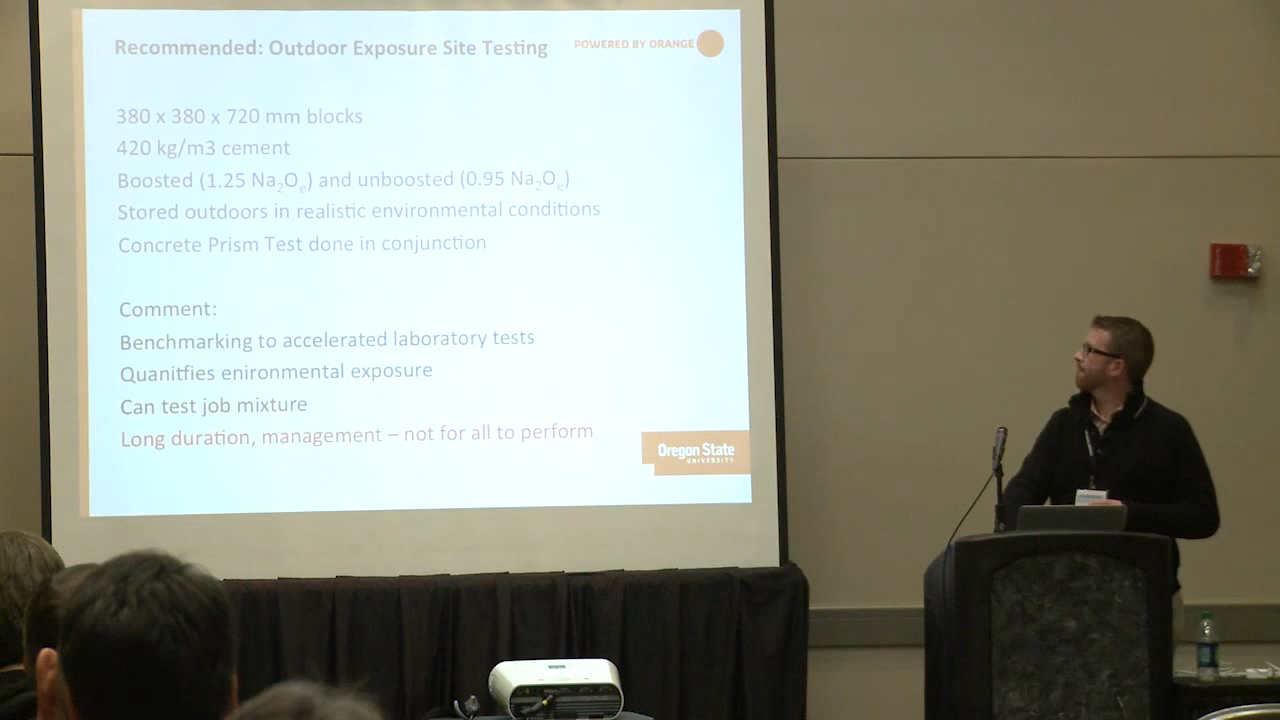 Recommended: Outdoor Exposure Site Testing
POWERED BY ORANGE
380 x 380 x 720 mm blocks
420 kg/m3 cement
Boosted (1.25 Na₂Oₑ) and unboosted (0.95 Na₂Oₑ)
Stored outdoors in realistic environmental conditions
Concrete Prism Test done in conjunction
Comment:
Benchmarking to accelerated laboratory tests
Quanitfies enironmental exposure
Can test job mixture
Long duration, management – not for all to perform
Oregon State
UNIVERSITY